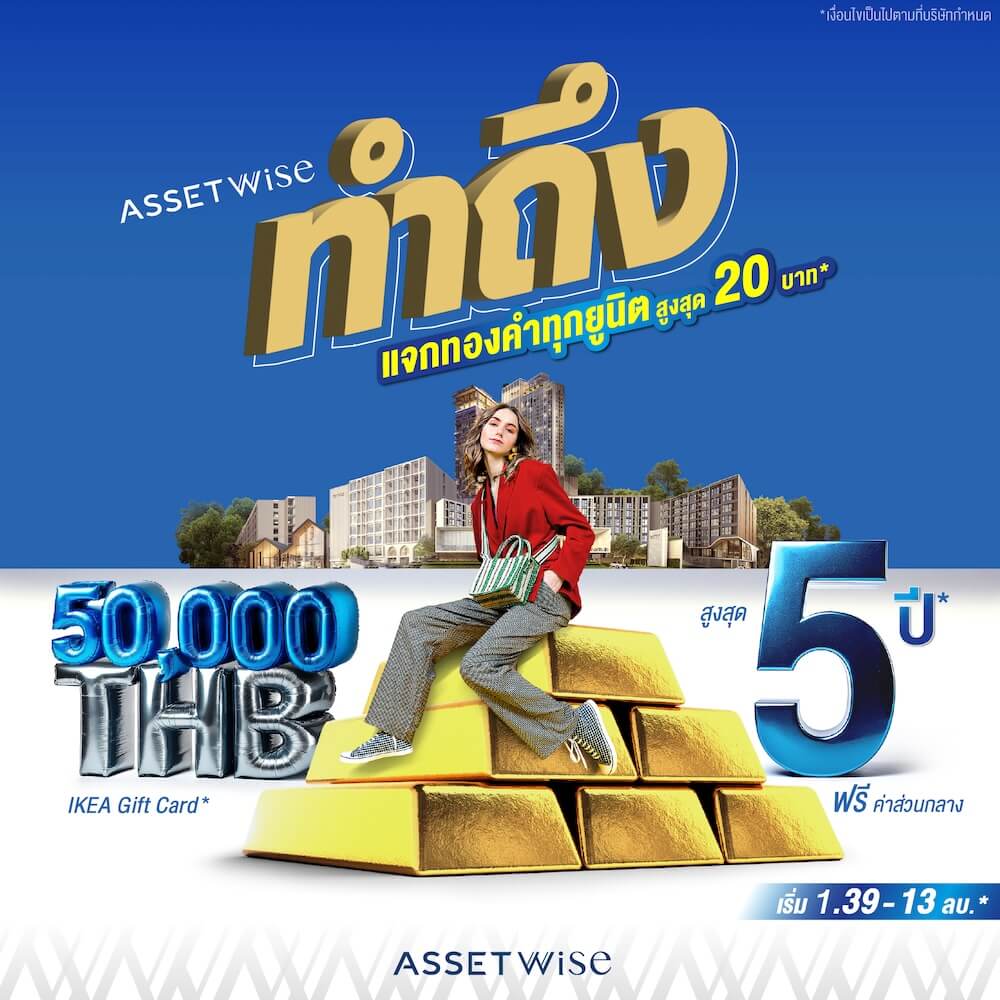 *เงื่อนไขเป็นไปตามที่บริษัทกำหนด
ASSETWISE
ทำถึง
แจกทองคำทุกยูนิต สูงสุด 20 บาท*
50,000
THB
IKEA Gift Card*
สูงสุด 5 ปี*
ฟรี ค่าส่วนกลาง
เริ่ม 1.39 - 13 ลบ.*
ASSETWISE